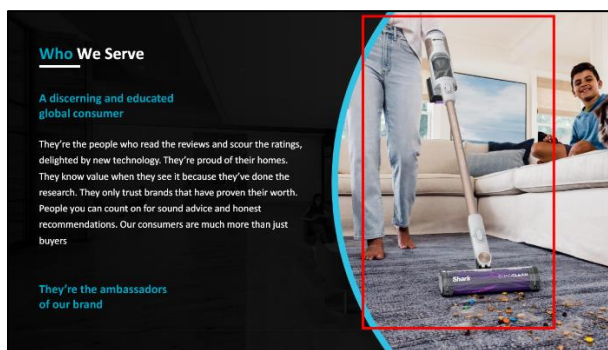 Who We Serve
A discerning and educated
global consumer
They're the people who read the reviews and scour the ratings,
delighted by new technology. They're proud of their homes.
They know value when they see it because they've done the
research. They only trust brands that have proven their worth.
People you can count on for sound advice and honest
recommendations. Our consumers are much more than just
buyers
They're the ambassadors
of our brand
Shark